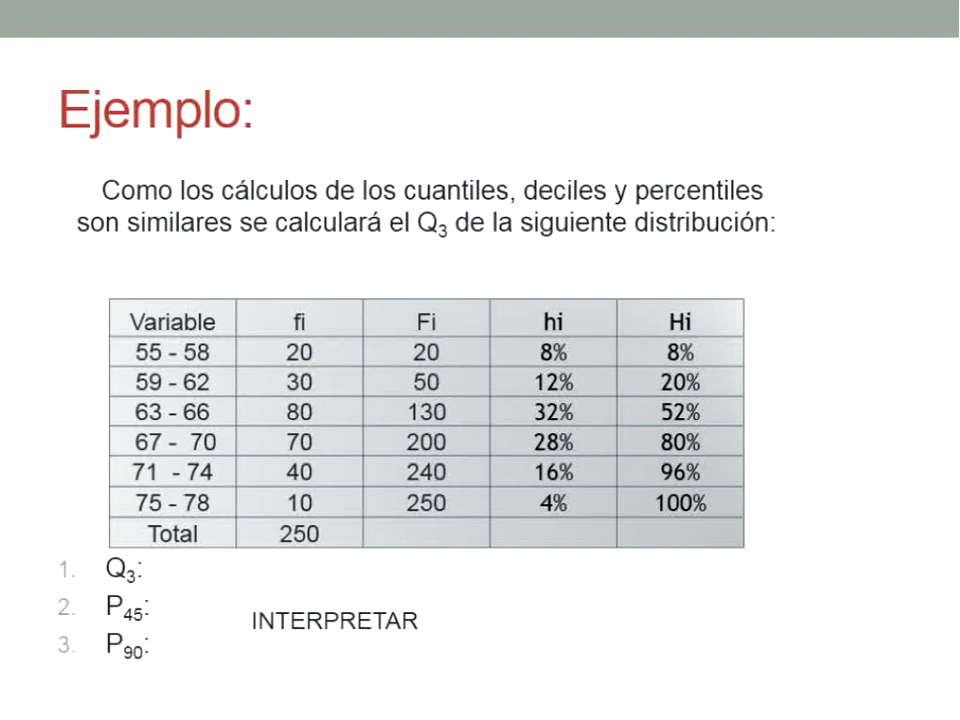 Ejemplo:
Como los cálculos de los cuantiles, deciles y percentiles
son similares se calculará el Q₃ de la siguiente distribución:
Variable fi Fi hi Hi
55 - 58 20 20 8% 8%
59 - 62 30 50 12% 20%
63 - 66 80 130 32% 52%
67 - 70 70 200 28% 80%
71 - 74 40 240 16% 96%
75 - 78 10 250 4% 100%
Total 250
1. Q₃:
2. P₄₅:
INTERPRETAR
3. P₉₀: